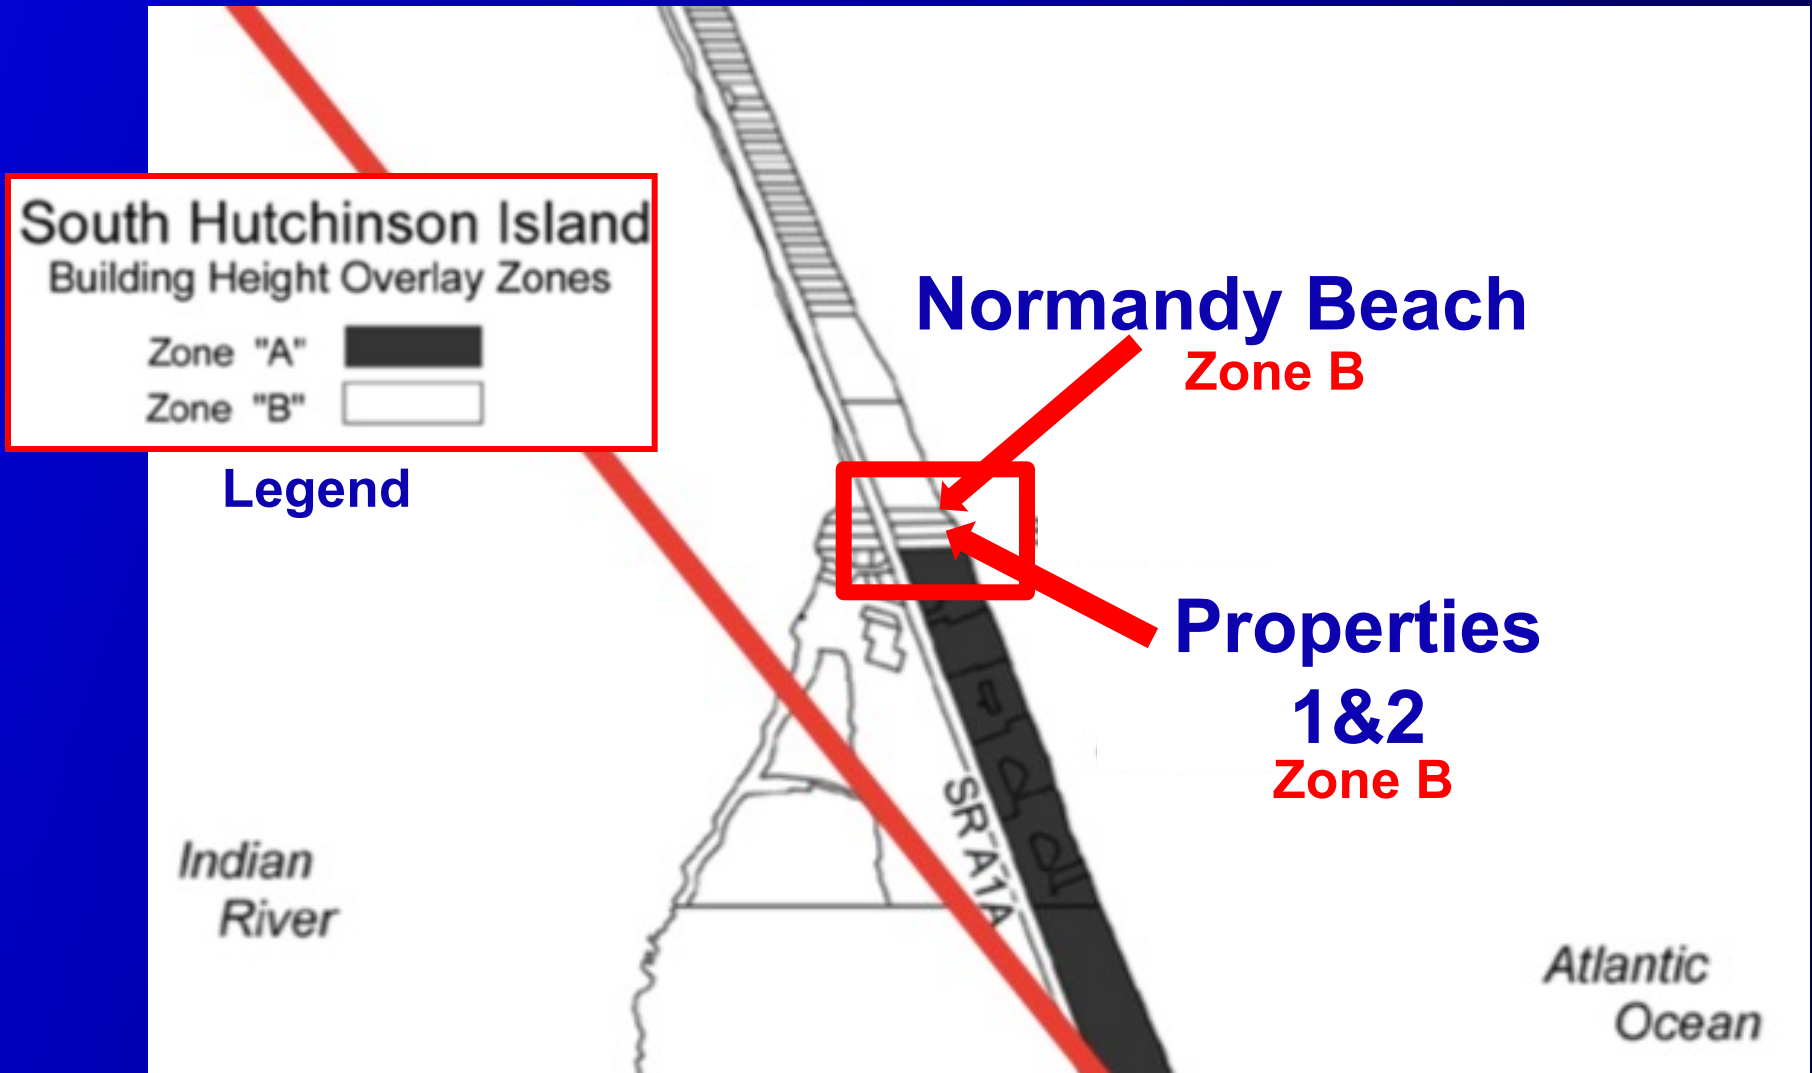 South Hutchinson Island
Building Height Overlay Zones
Zone "A"
Zone "B"
Legend
Normandy Beach
Zone B
Properties
1&2
Zone B
SR A1A
Indian
River
Atlantic
Ocean